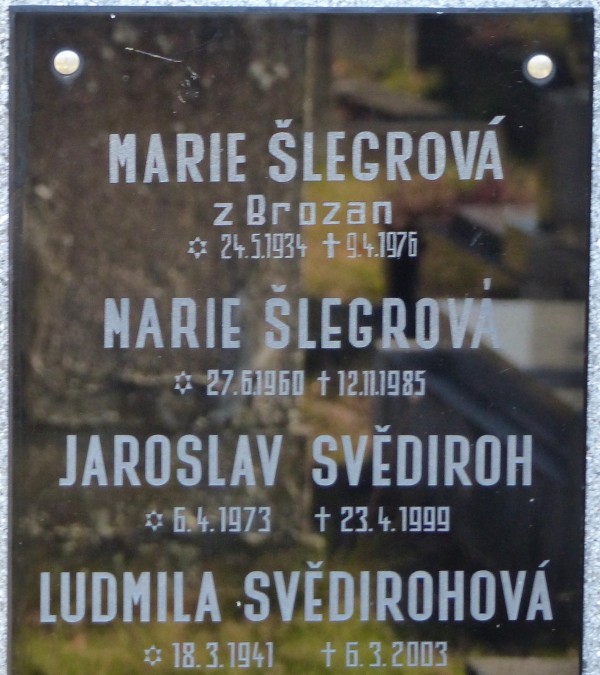 MARIE ŠLEGROVÁ
z Brozan
✡ 24.5.1934 ✝ 9.4.1976
MARIE ŠLEGROVÁ
✡ 27.6.1960 ✝ 12.11.1985
JAROSLAV SVĚDIROH
✡ 6.4.1973 ✝ 23.4.1999
LUDMILA SVĚDIROHOVÁ
✡ 18.3.1941 ✝ 6.3.2003